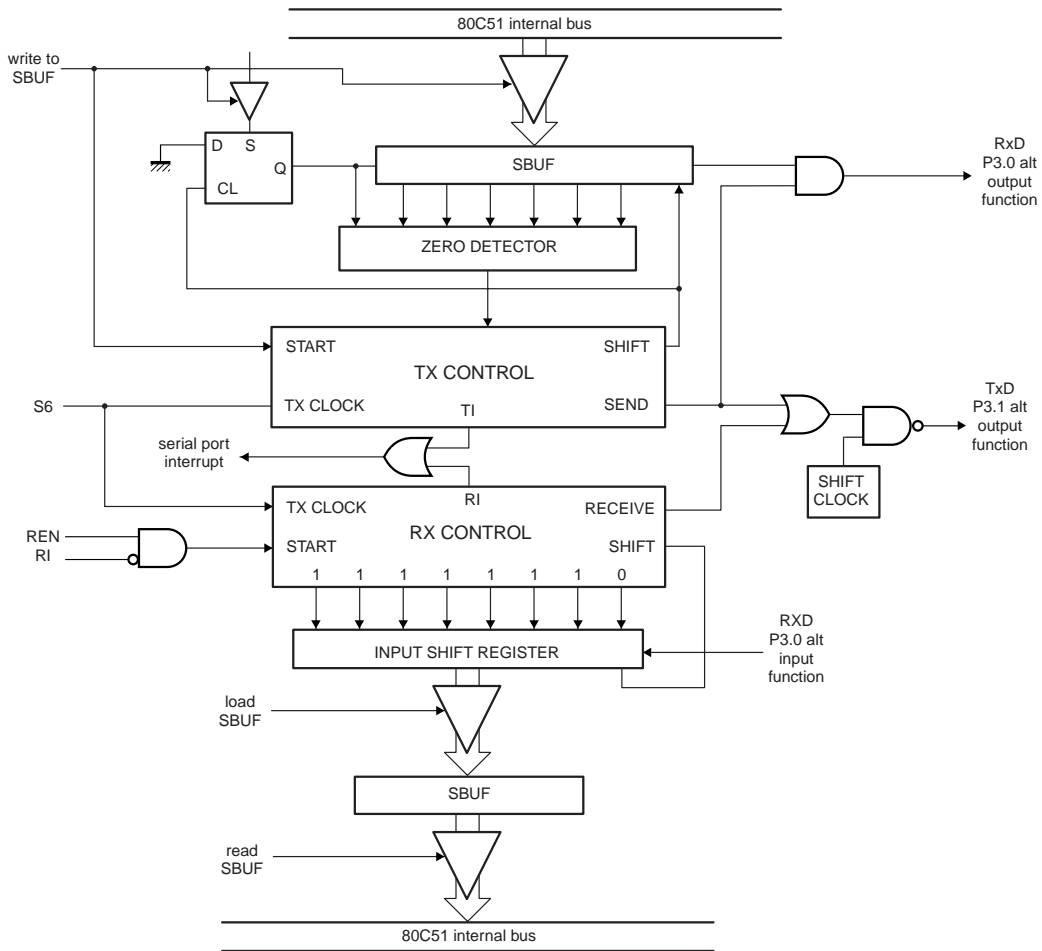 80C51 internal bus
write to
SBUF
D
S
Q
CL
SBUF
RxD
P3.0 alt
output
function
ZERO DETECTOR
START
SHIFT
TX CONTROL
TX CLOCK
TI
SEND
S6
TxD
P3.1 alt
output
function
serial port
interrupt
SHIFT
CLOCK
TX CLOCK
RI
RECEIVE
RX CONTROL
REN
RI
START
SHIFT
1 1 1 1 1 1 1 0
INPUT SHIFT REGISTER
RXD
P3.0 alt
input
function
load
SBUF
SBUF
read
SBUF
80C51 internal bus